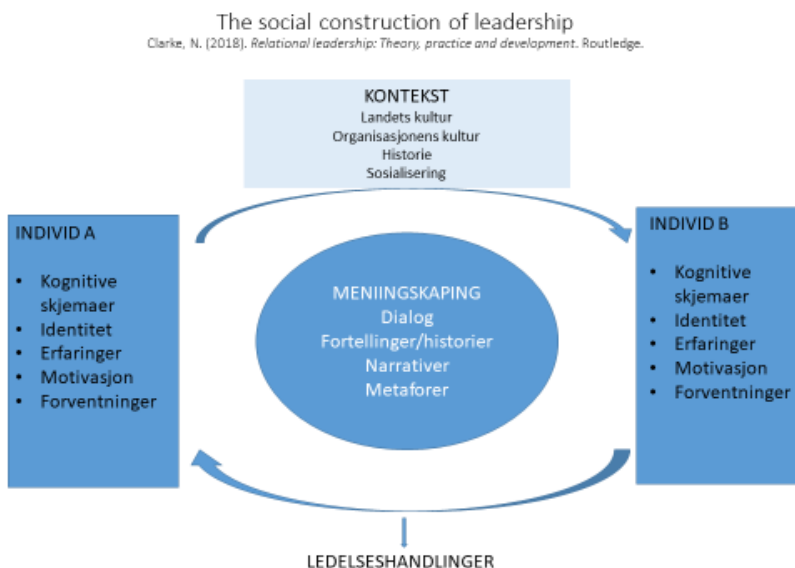 The social construction of leadership
Clarke, N. (2018). Relational leadership: Theory, practice and development. Routledge.
KONTEKST
Landets kultur
Organisasjonens kultur
Historie
Sosialisering
INDIVID A
• Kognitive
skjemaer
• Identitet
• Erfaringer
• Motivasjon
• Forventninger
MENIINGSKAPING
Dialog
Fortellinger/historier
Narrativer
Metaforer
INDIVID B
• Kognitive
skjemaer
• Identitet
• Erfaringer
• Motivasjon
• Forventninger
LEDELSESHANDLINGER